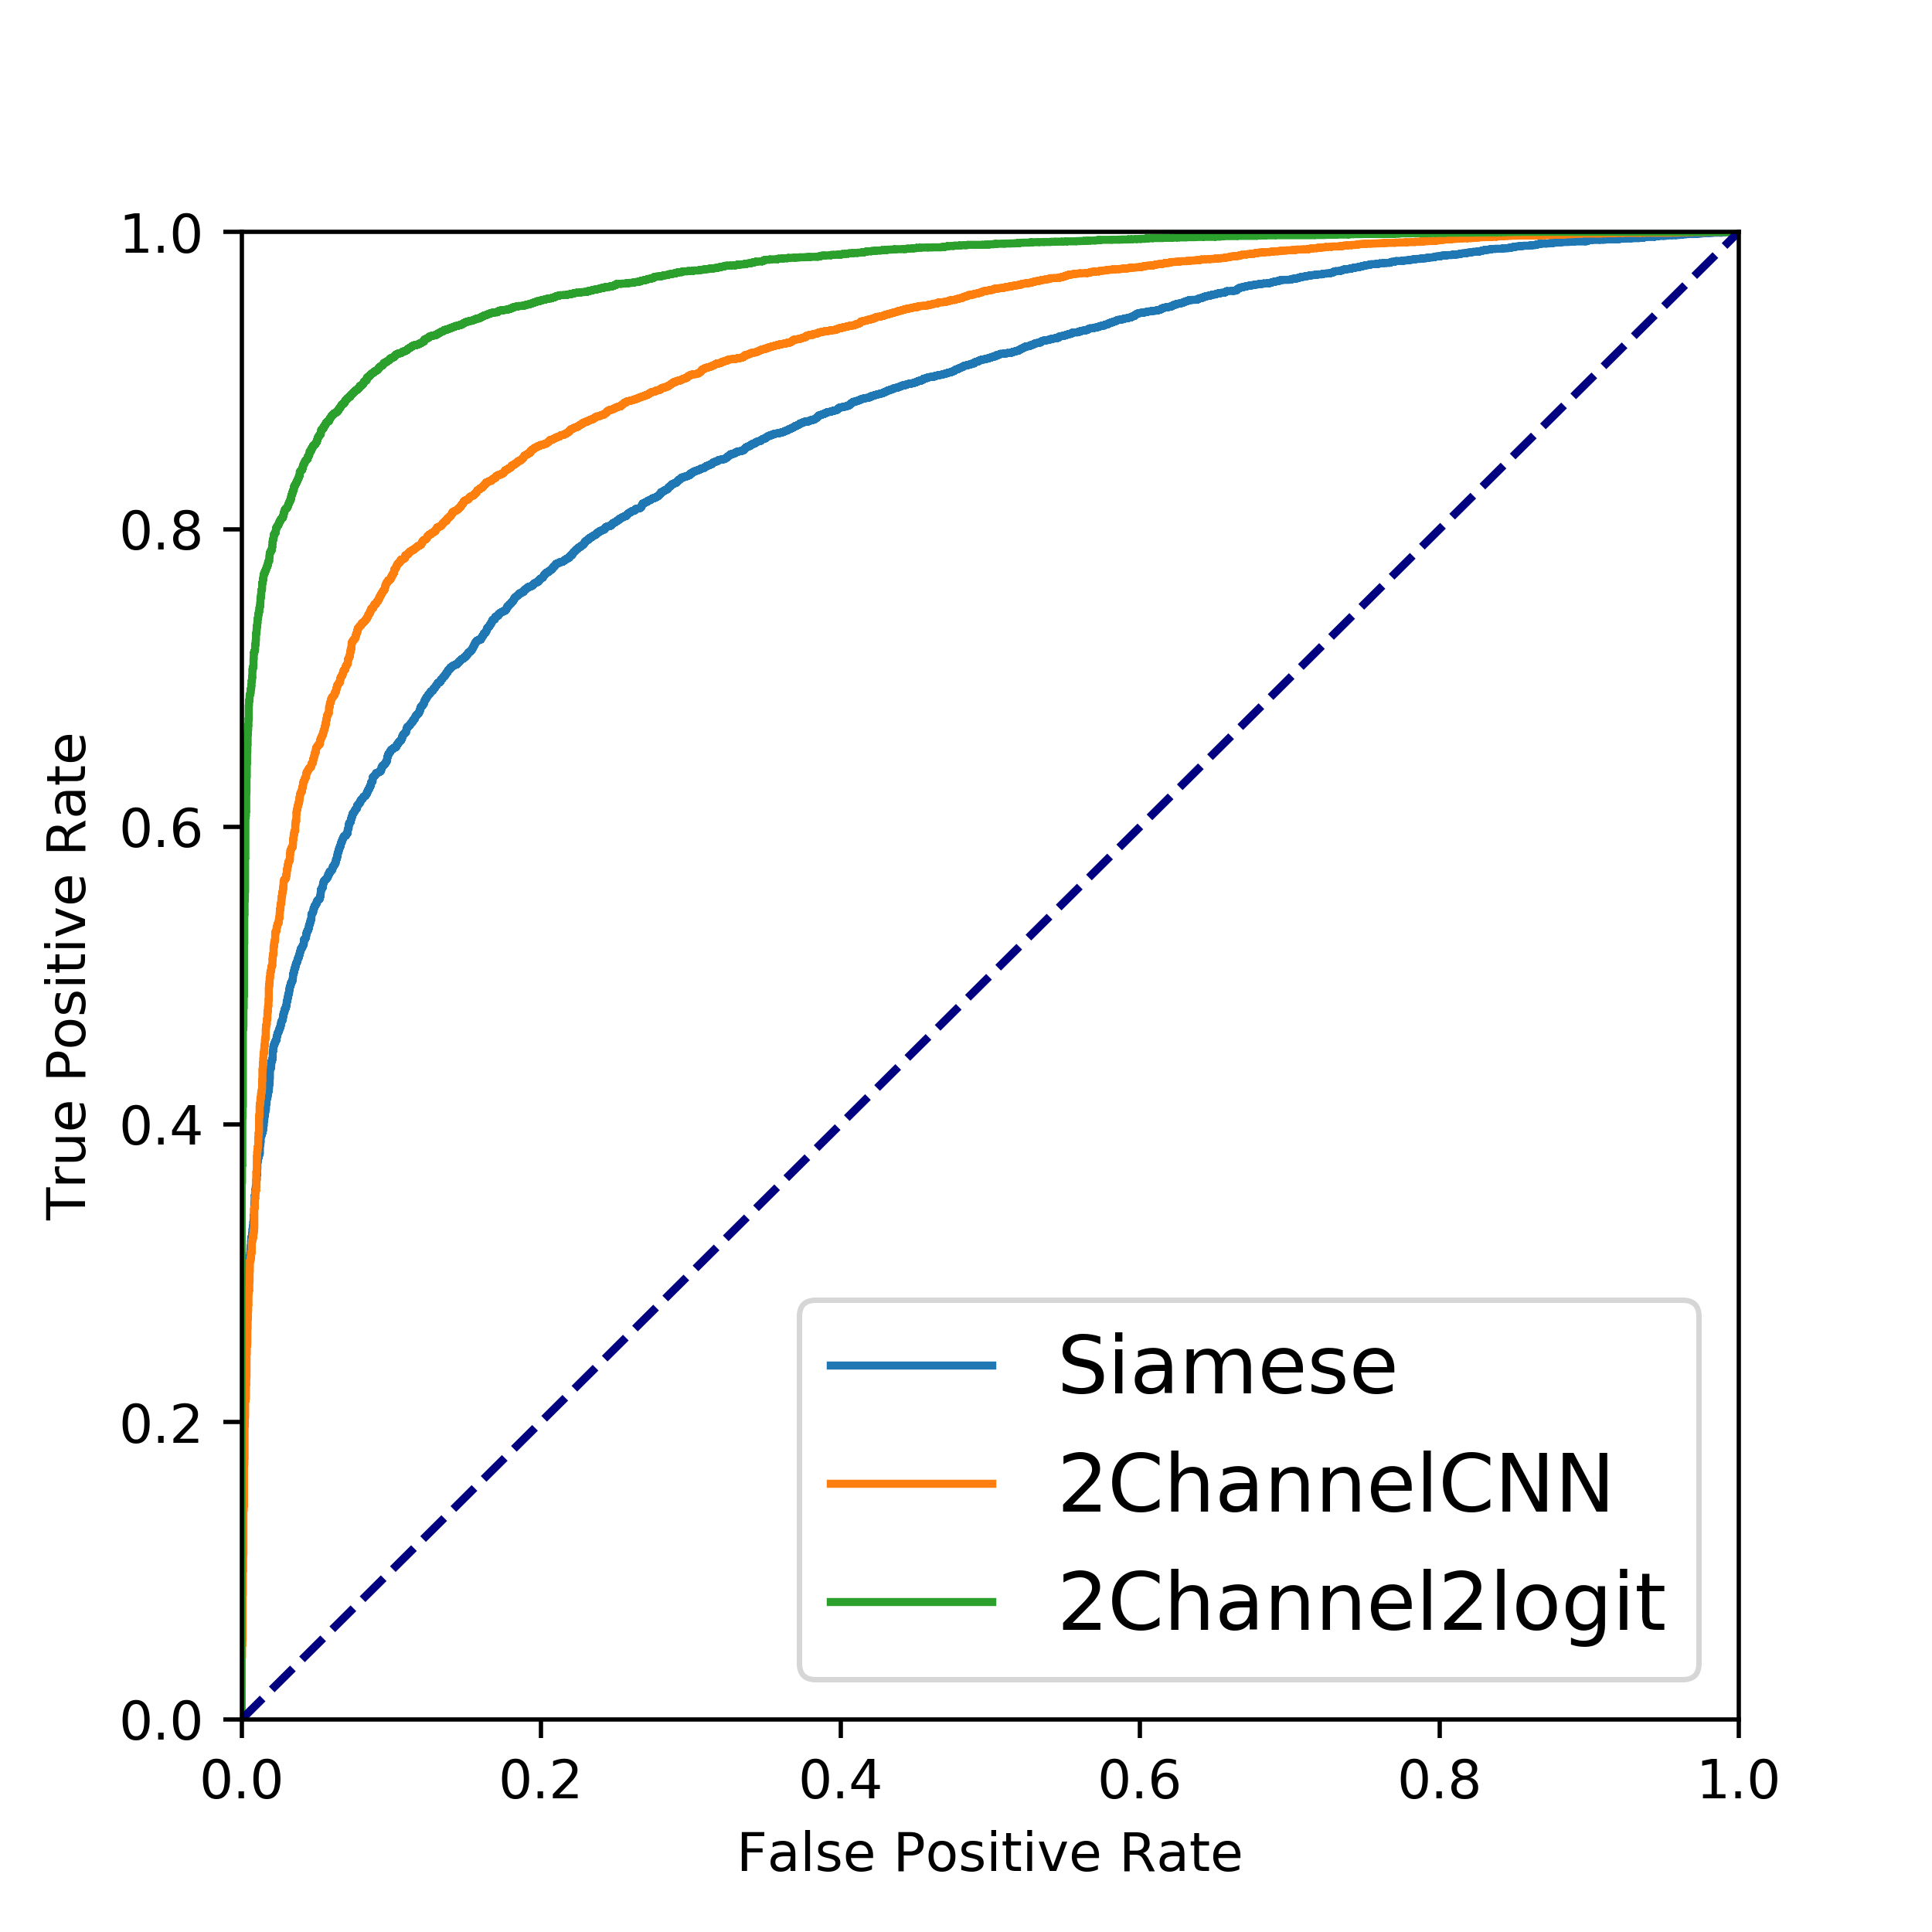 1.0
0.8
0.6
0.4
0.2
0.0
True Positive Rate
Siamese
2ChannelCNN
2Channel2logit
0.0 0.2 0.4 0.6 0.8 1.0
False Positive Rate